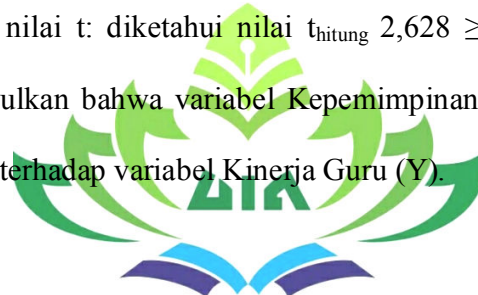 nilai t: diketahui nilai thitung 2,628 ≥
ulkan bahwa variabel Kepemimpinan
terhadap variabel Kinerja Guru (Y).